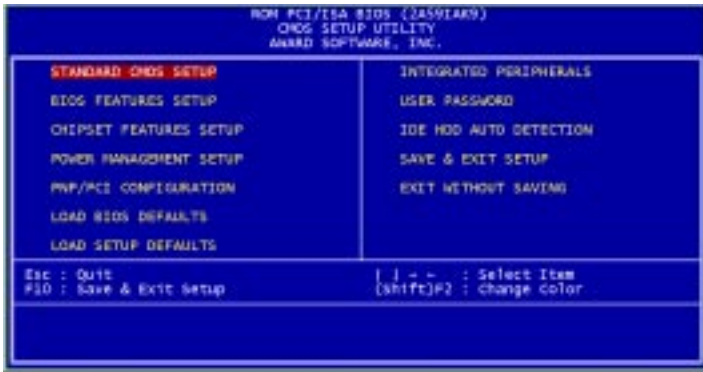 ROM PCI/ISA BIOS (2A59IAK9)
CMOS SETUP UTILITY
AWARD SOFTWARE, INC.
STANDARD CMOS SETUP
BIOS FEATURES SETUP
CHIPSET FEATURES SETUP
POWER MANAGEMENT SETUP
PNP/PCI CONFIGURATION
LOAD BIOS DEFAULTS
LOAD SETUP DEFAULTS
INTEGRATED PERIPHERALS
USER PASSWORD
IDE HDD AUTO DETECTION
SAVE & EXIT SETUP
EXIT WITHOUT SAVING
Esc : Quit
F10 : Save & Exit Setup
: Select Item
(Shift)F2 : Change Color